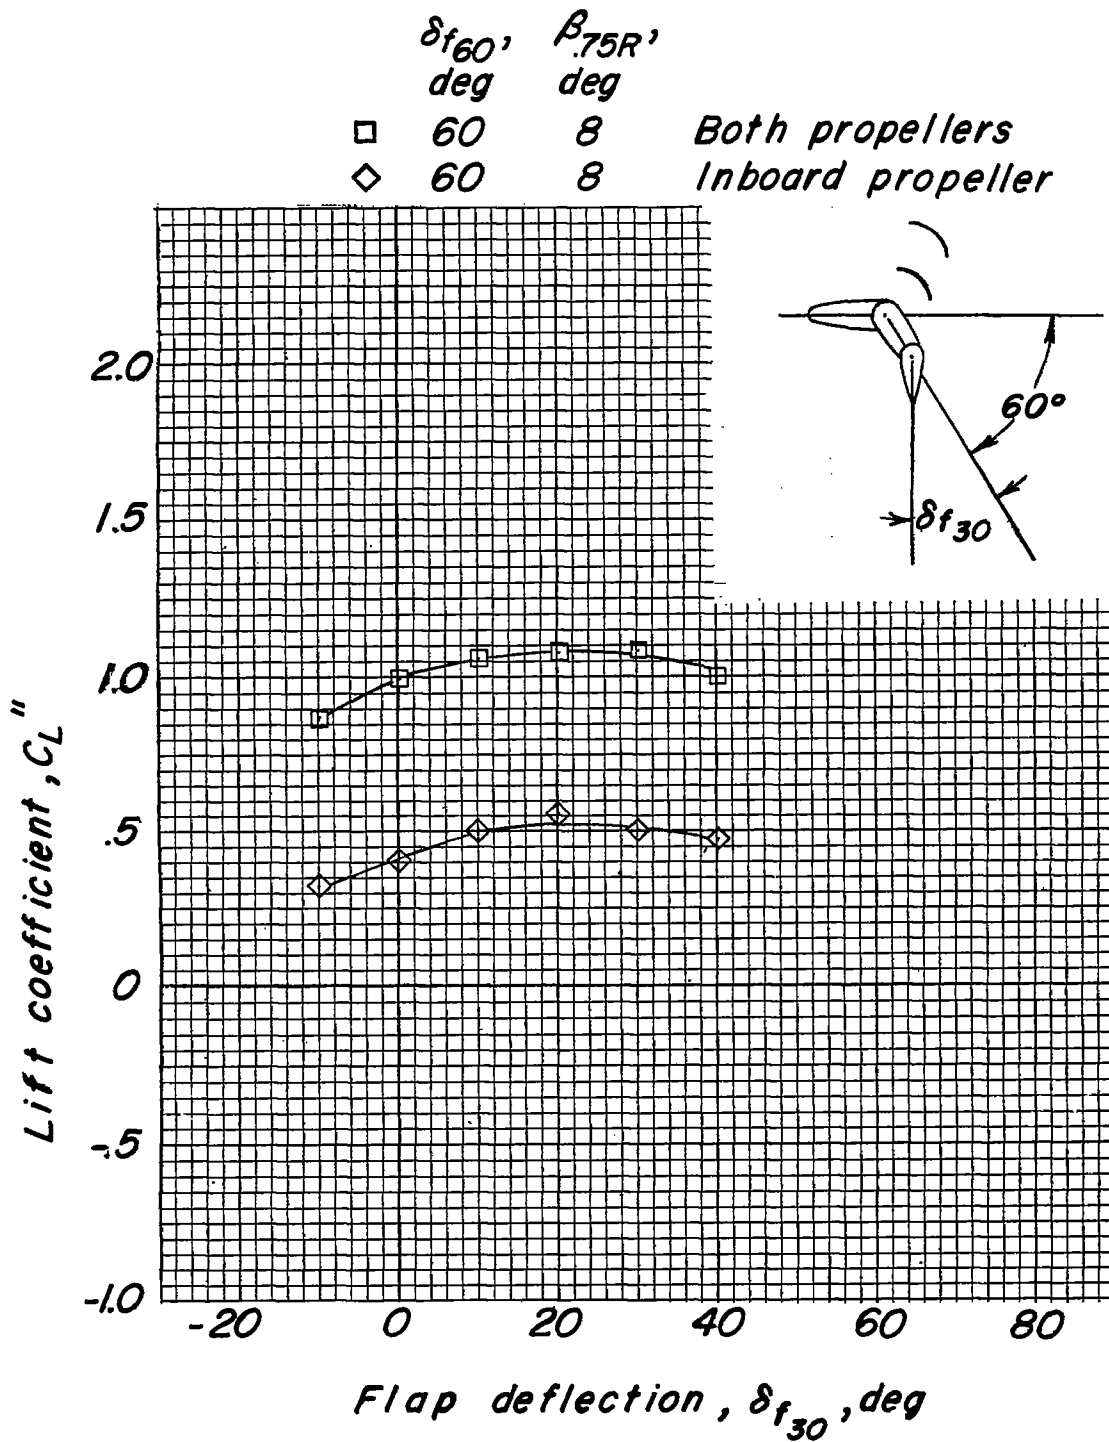 δf60, β.75R,
deg deg
□ 60 8 Both propellers
◇ 60 8 Inboard propeller
2.0
1.5
1.0
.5
0
-.5
-1.0
-20 0 20 40 60 80
Lift coefficient, CL"
Flap deflection, δf30, deg
60°
δf30